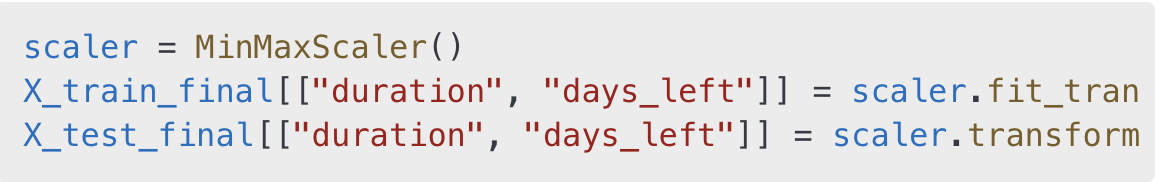 scaler = MinMaxScaler()
X_train_final[["duration", "days_left"]] = scaler.fit_tran
X_test_final[["duration", "days_left"]] = scaler.transform